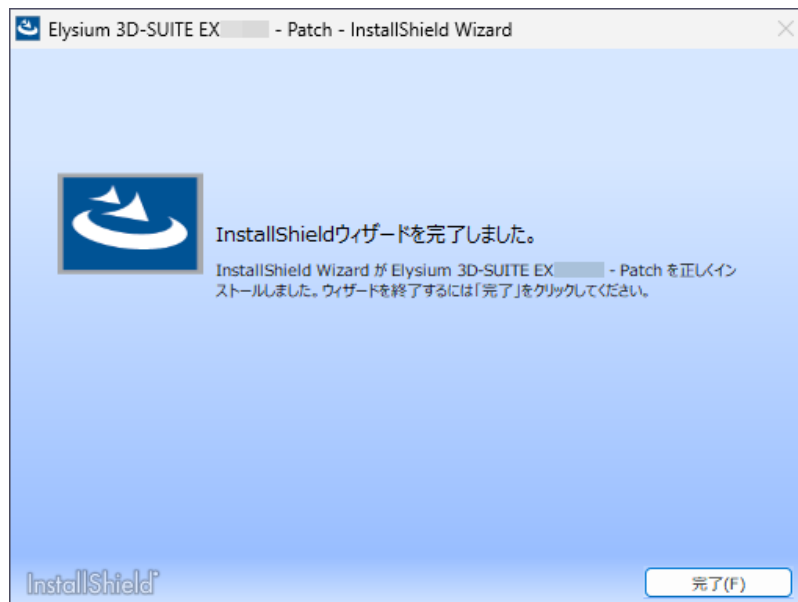 Elysium 3D-SUITE EX - Patch - InstallShield Wizard
InstallShieldウィザードを完了しました。
InstallShield Wizard が Elysium 3D-SUITE EX - Patch を正しくイン
ストールしました。ウィザードを終了するには「完了」をクリックしてください。
InstallShield
完了(F)